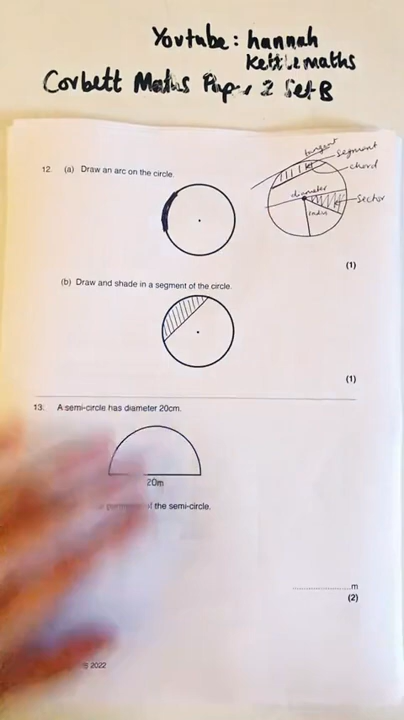 Youtube: hannah
kettlemaths
Corbett Maths Paper 2 Set B
12. (a) Draw an arc on the circle.
tangent
segment
chord
diameter
sector
radius
(1)
(b) Draw and shade in a segment of the circle.
(1)
13. A semi-circle has diameter 20cm.
20m
of the semi-circle.
m
(2)
2022